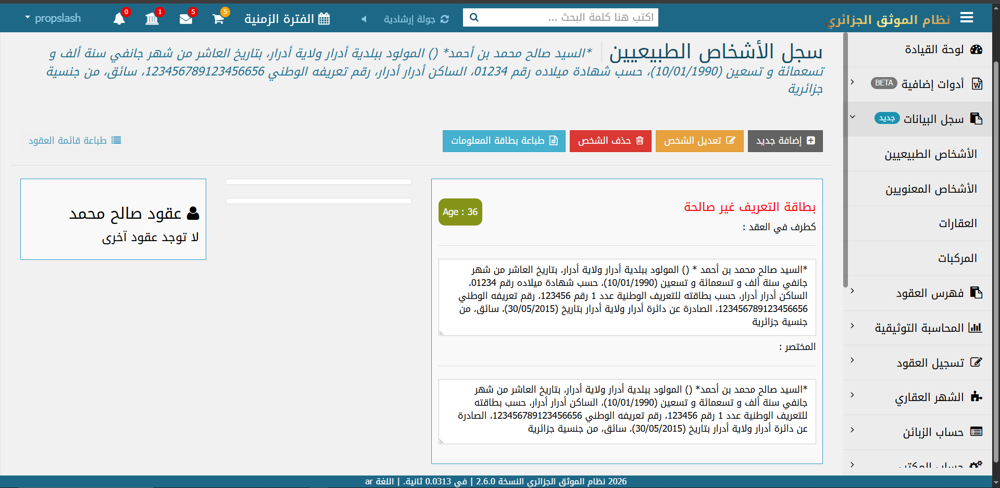 نظام الموثق الجزائري
اكتب هنا كلمة البحث ...
جولة إرشادية
الفترة الزمنية
5
5
1
0
propslash
لوحة القيادة
أدوات إضافية BETA
سجل البيانات جديد
الأشخاص الطبيعيين
الأشخاص المعنويين
العقارات
المركبات
فهرس العقود
المحاسبة التوثيقية
تسجيل العقود
الشهر العقاري
حساب الزبائن
حساب المكتب
سجل الأشخاص الطبيعيين *السيد صالح محمد بن أحمد* () المولود ببلدية أدرار ولاية أدرار، بتاريخ العاشر من شهر جانفي سنة ألف و
تسعمائة و تسعين (10/01/1990)، حسب شهادة ميلاده رقم 01234، الساكن أدرار أدرار، رقم تعريفه الوطني 123456789123456656، سائق، من جنسية
جزائرية
إضافة جديد
تعديل الشخص
حذف الشخص
طباعة بطاقة المعلومات
طباعة قائمة العقود
بطاقة التعريف غير صالحة
Age : 36
كطرف في العقد :
*السيد صالح محمد بن أحمد * () المولود ببلدية أدرار ولاية أدرار، بتاريخ العاشر من شهر
جانفي سنة ألف و تسعمائة و تسعين (10/01/1990)، حسب شهادة ميلاده رقم 01234،
الساكن أدرار أدرار، حسب بطاقته للتعريف الوطنية عدد 1 رقم 123456، رقم تعريفه الوطني
123456789123456656، الصادرة عن دائرة أدرار ولاية أدرار بتاريخ (30/05/2015)، سائق، من
جنسية جزائرية
المختصر :
*السيد صالح محمد بن أحمد* () المولود ببلدية أدرار ولاية أدرار، بتاريخ العاشر من شهر
جانفي سنة ألف و تسعمائة و تسعين (10/01/1990)، الساكن أدرار أدرار، حسب بطاقته
للتعريف الوطنية عدد 1 رقم 123456، رقم تعريفه الوطني 123456789123456656، الصادرة
عن دائرة أدرار ولاية أدرار بتاريخ (30/05/2015)، سائق، من جنسية جزائرية
عقود صالح محمد
لا توجد عقود آخرى
2026 نظام الموثق الجزائري النسخة 2.6.0 | في 0.0313 ثانية. | اللغة ar